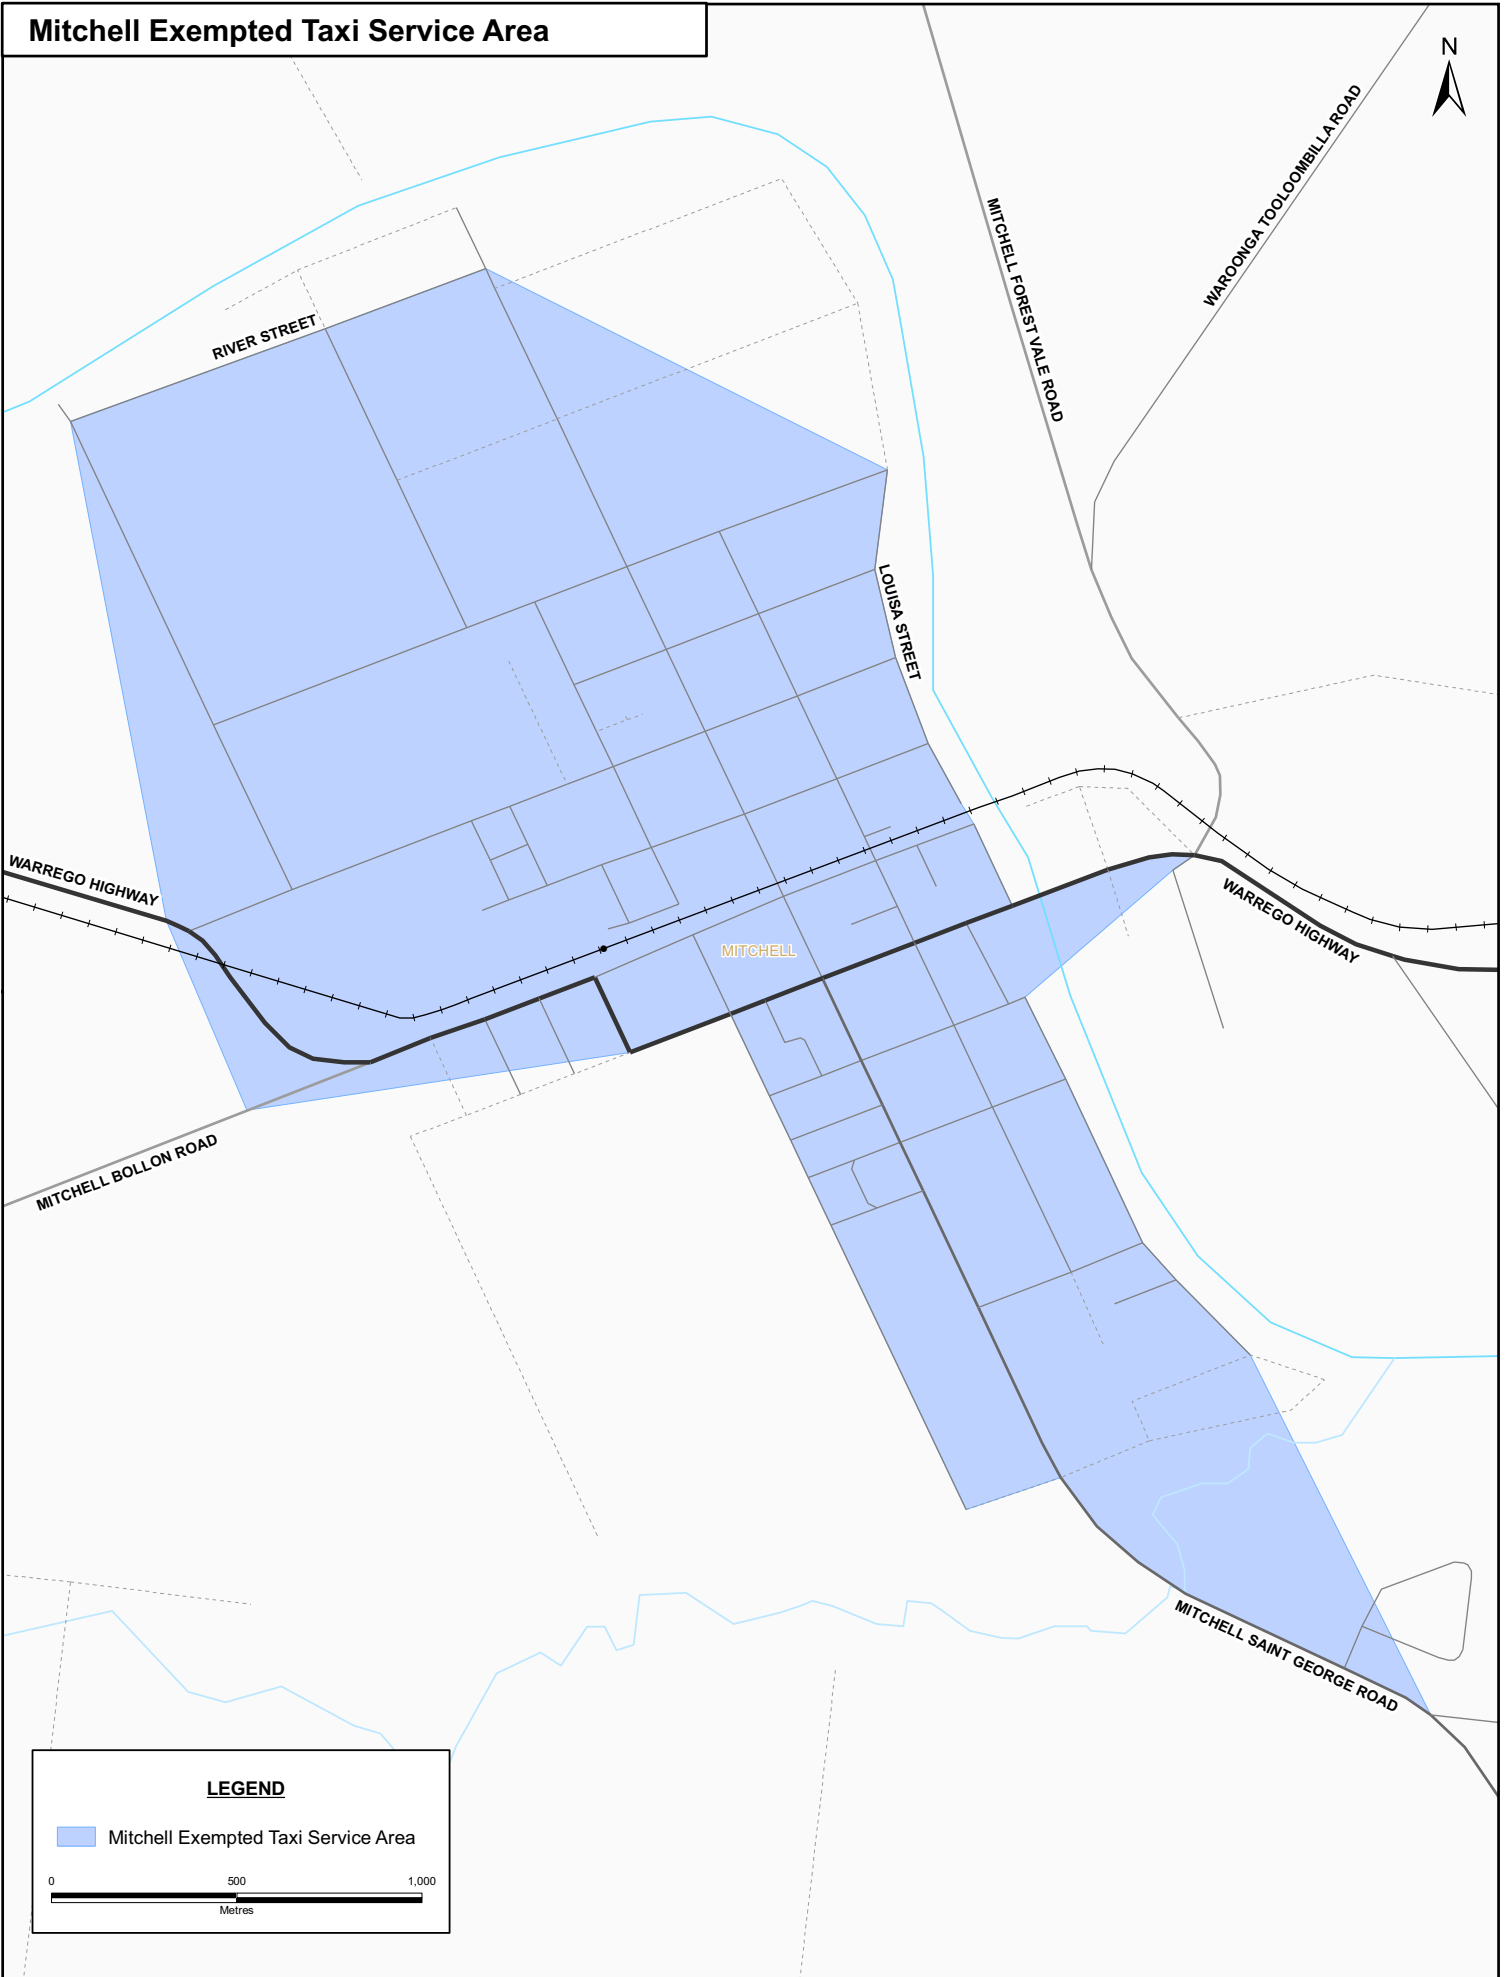 Mitchell Exempted Taxi Service Area
N
WAROONGA TOOLOOMBILLA ROAD
MITCHELL FOREST VALE ROAD
RIVER STREET
LOUISA STREET
WARREGO HIGHWAY
WARREGO HIGHWAY
MITCHELL
MITCHELL BOLLON ROAD
MITCHELL SAINT GEORGE ROAD
LEGEND
Mitchell Exempted Taxi Service Area
0 500 1,000
Metres